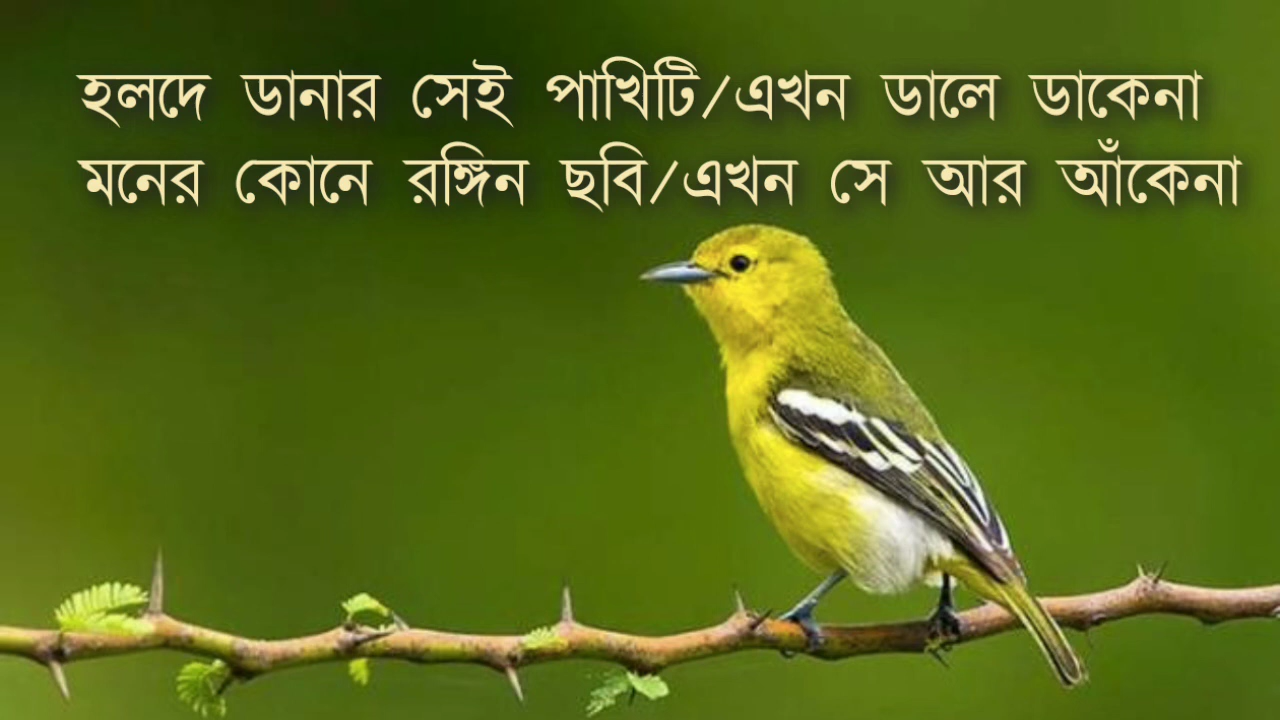 হলদে ডানার সেই পাখিটি/এখন ডালে ডাকেনা
মনের কোনে রঙ্গিন ছবি/এখন সে আর আঁকেনা